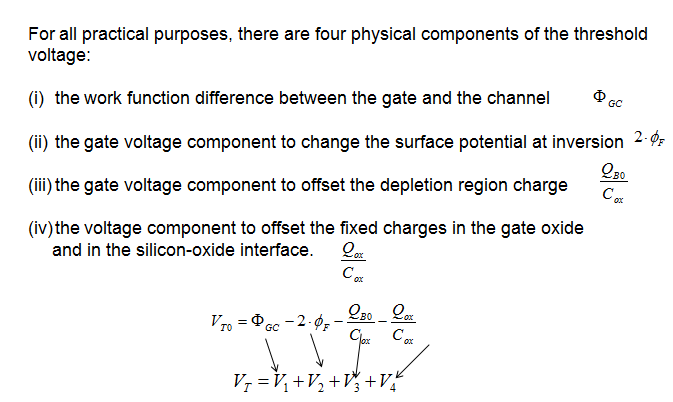 For all practical purposes, there are four physical components of the threshold
voltage:
(i) the work function difference between the gate and the channel Φ_GC
(ii) the gate voltage component to change the surface potential at inversion 2·ϕ_F
(iii) the gate voltage component to offset the depletion region charge Q_B0/C_ox
(iv) the voltage component to offset the fixed charges in the gate oxide
and in the silicon-oxide interface. Q_ox/C_ox
V_T0 = Φ_GC − 2·ϕ_F − Q_B0/C_ox − Q_ox/C_ox
V_T = V_1 + V_2 + V_3 + V_4